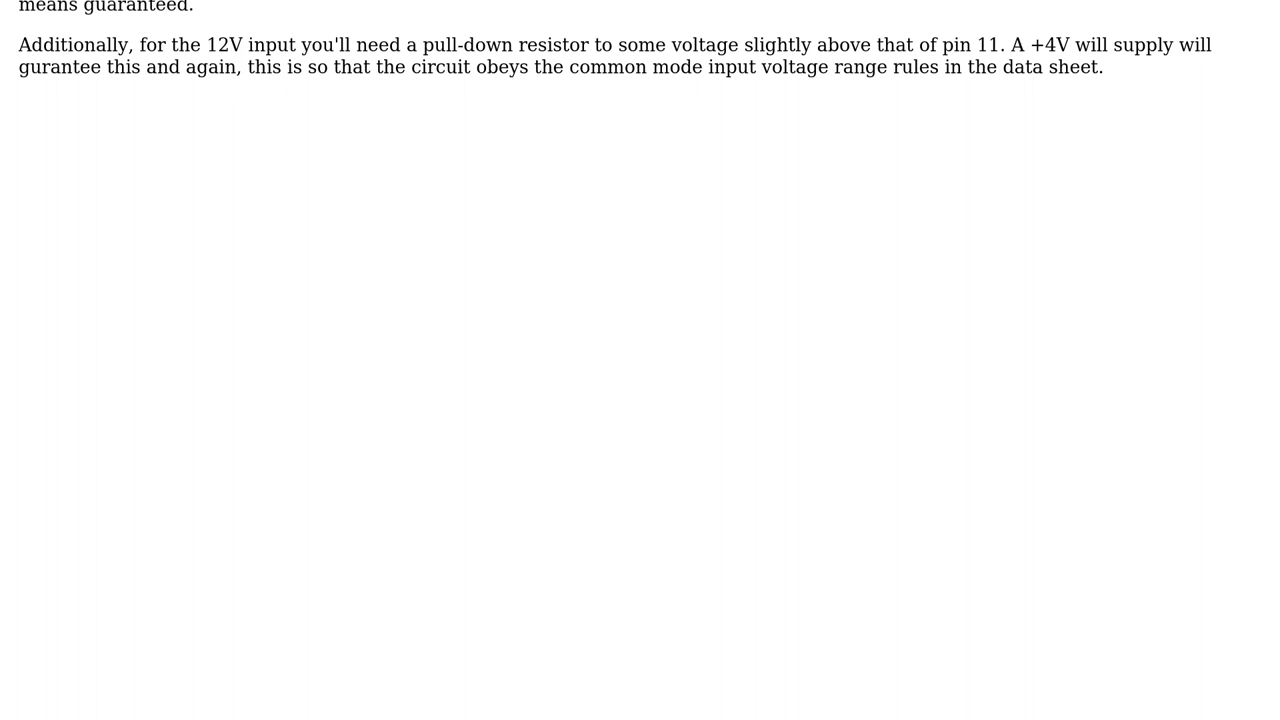 means guaranteed.
Additionally, for the 12V input you'll need a pull-down resistor to some voltage slightly above that of pin 11. A +4V will supply will
gurantee this and again, this is so that the circuit obeys the common mode input voltage range rules in the data sheet.